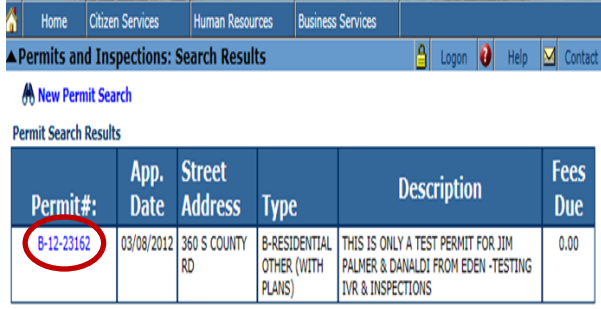 Home Citizen Services Human Resources Business Services
▲Permits and Inspections: Search Results Logon Help Contact
New Permit Search
Permit Search Results
Permit#: App. Date Street Address Type Description Fees Due
B-12-23162 03/08/2012 360 S COUNTY RD B-RESIDENTIAL OTHER (WITH PLANS) THIS IS ONLY A TEST PERMIT FOR JIM PALMER & DANALDI FROM EDEN -TESTING IVR & INSPECTIONS 0.00